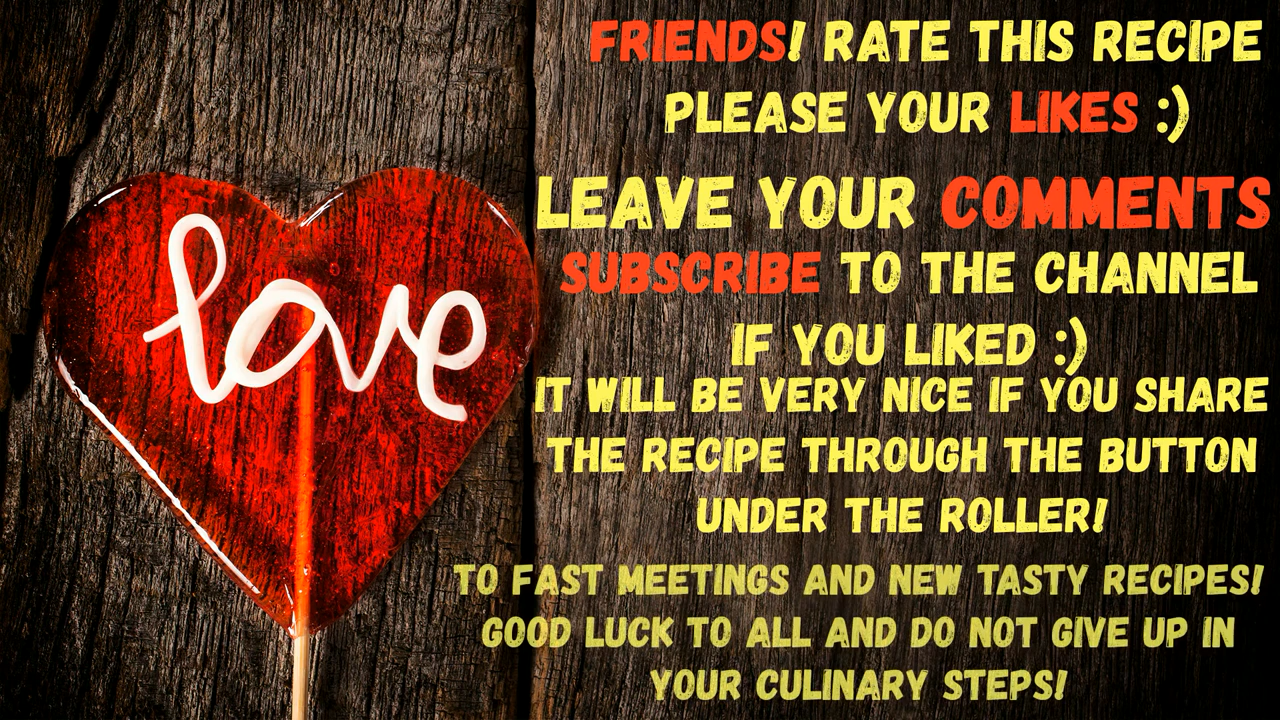 love
FRIENDS! RATE THIS RECIPE
PLEASE YOUR LIKES :)
LEAVE YOUR COMMENTS
SUBSCRIBE TO THE CHANNEL
IF YOU LIKED :)
IT WILL BE VERY NICE IF YOU SHARE
THE RECIPE THROUGH THE BUTTON
UNDER THE ROLLER!
TO FAST MEETINGS AND NEW TASTY RECIPES!
GOOD LUCK TO ALL AND DO NOT GIVE UP IN
YOUR CULINARY STEPS!